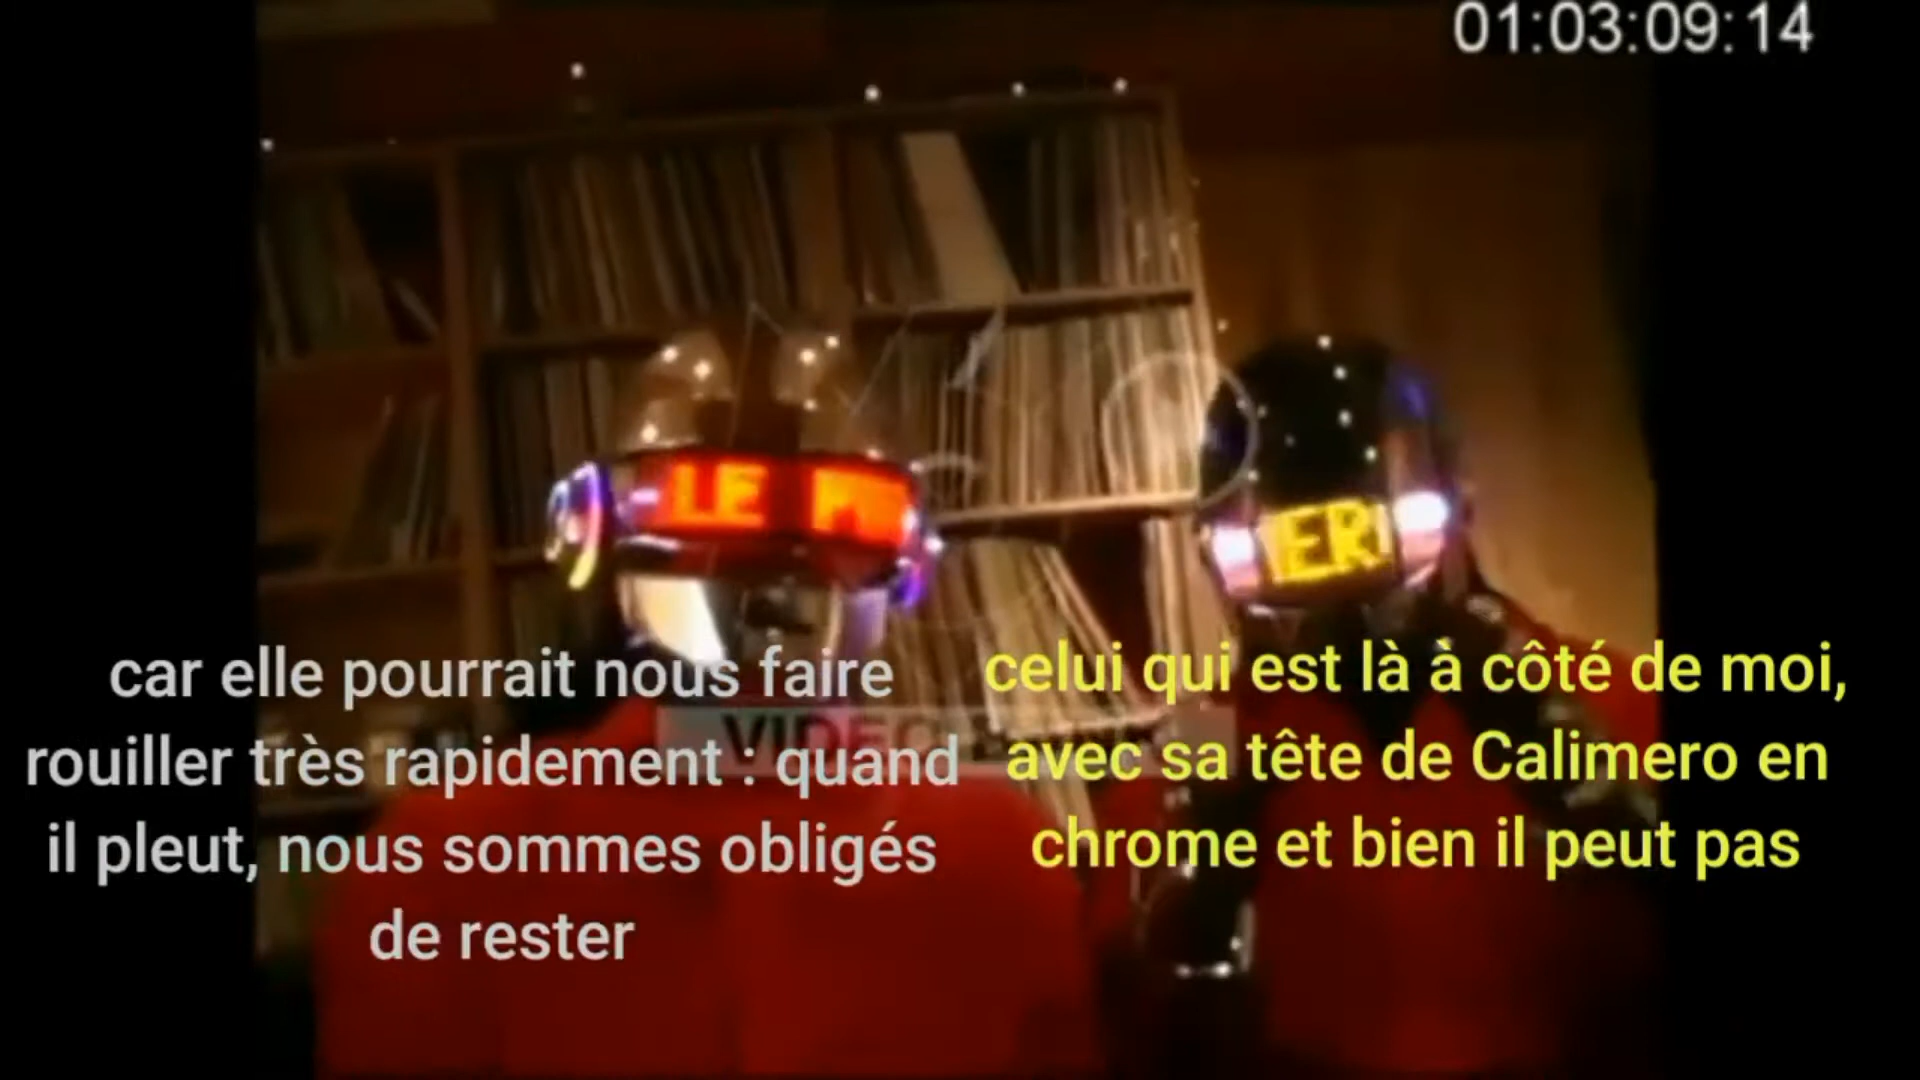 01:03:09:14
LE
ER
car elle pourrait nous faire
rouiller très rapidement : quand
il pleut, nous sommes obligés
de rester
celui qui est là à côté de moi,
avec sa tête de Calimero en
chrome et bien il peut pas